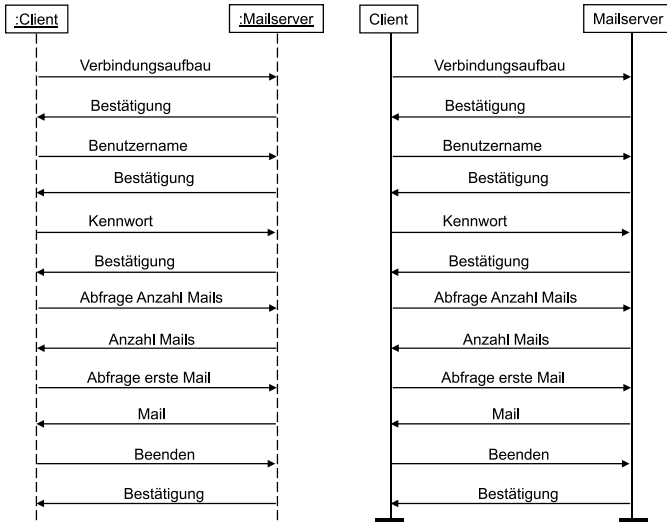 :Client
:Mailserver
Verbindungsaufbau
Bestätigung
Benutzername
Bestätigung
Kennwort
Bestätigung
Abfrage Anzahl Mails
Anzahl Mails
Abfrage erste Mail
Mail
Beenden
Bestätigung
Client
Mailserver
Verbindungsaufbau
Bestätigung
Benutzername
Bestätigung
Kennwort
Bestätigung
Abfrage Anzahl Mails
Anzahl Mails
Abfrage erste Mail
Mail
Beenden
Bestätigung